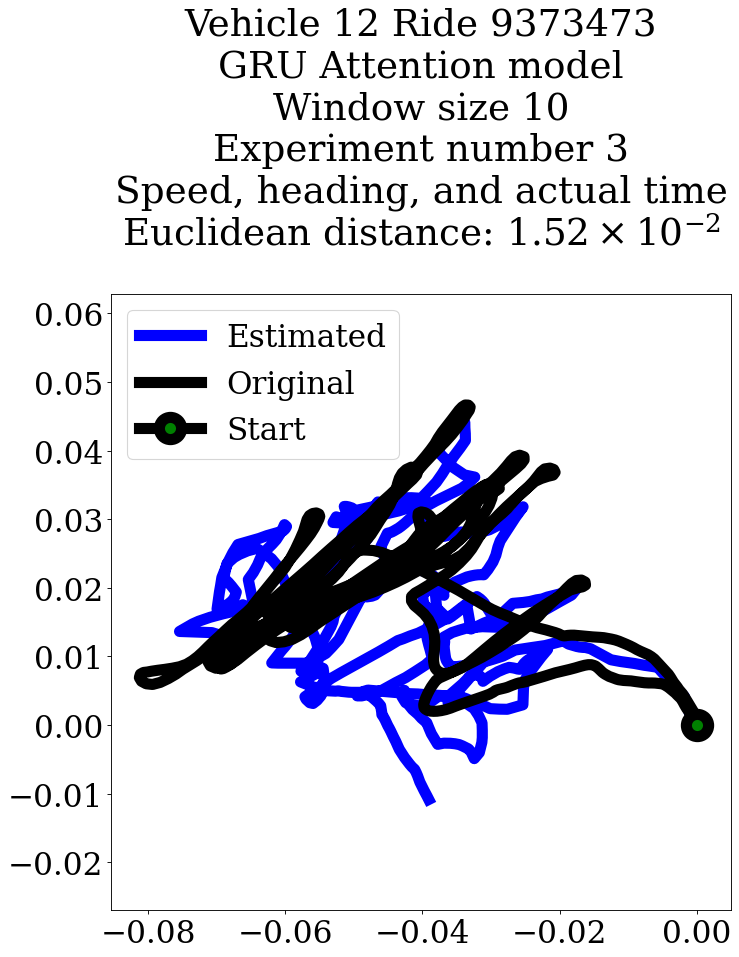 Vehicle 12 Ride 9373473
GRU Attention model
Window size 10
Experiment number 3
Speed, heading, and actual time
Euclidean distance: 1.52 × 10⁻²
Estimated
Original
Start
0.06
0.05
0.04
0.03
0.02
0.01
0.00
−0.01
−0.02
−0.08 −0.06 −0.04 −0.02 0.00